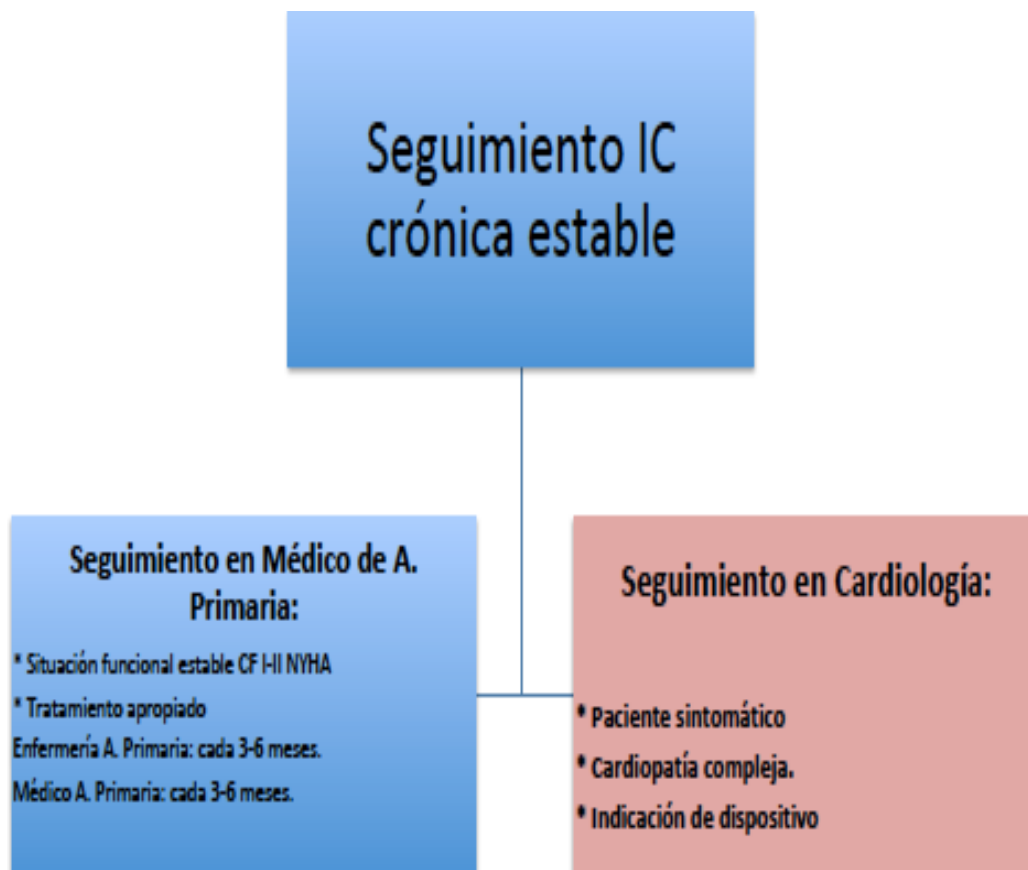 Seguimiento IC
crónica estable
Seguimiento en Médico de A.
Primaria:
* Situación funcional estable CF I-II NYHA
* Tratamiento apropiado
Enfermería A. Primaria: cada 3-6 meses.
Médico A. Primaria: cada 3-6 meses.
Seguimiento en Cardiología:
* Paciente sintomático
* Cardiopatía compleja.
* Indicación de dispositivo